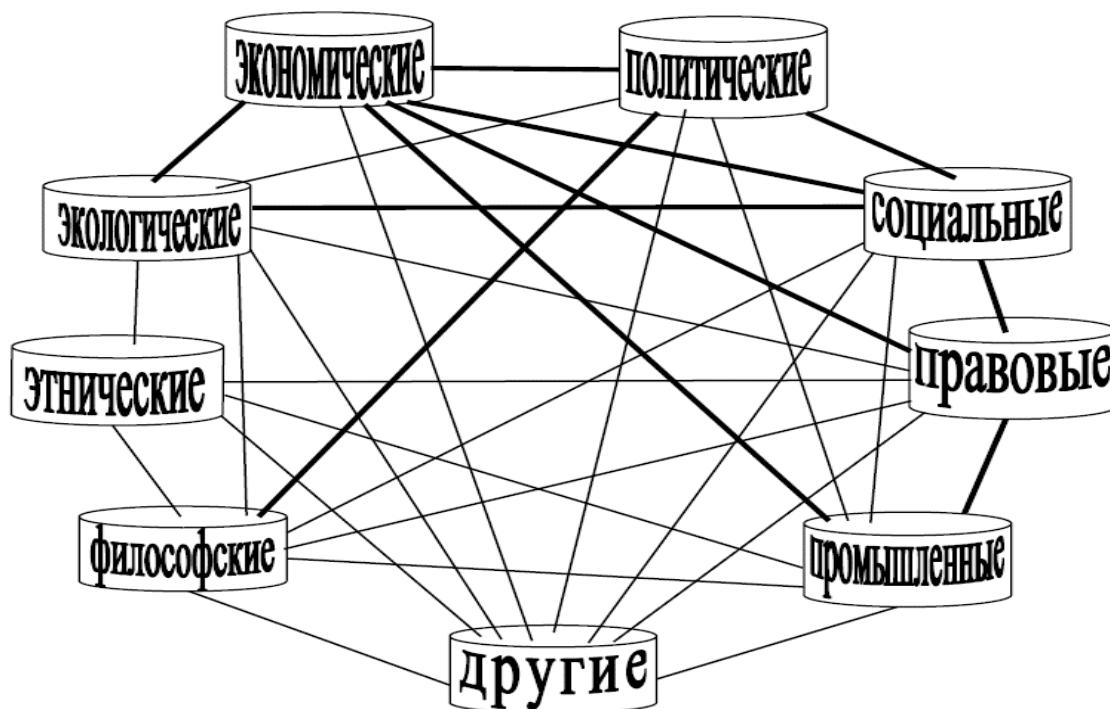 экономические
политические
экологические
социальные
этнические
правовые
философские
промышленные
другие